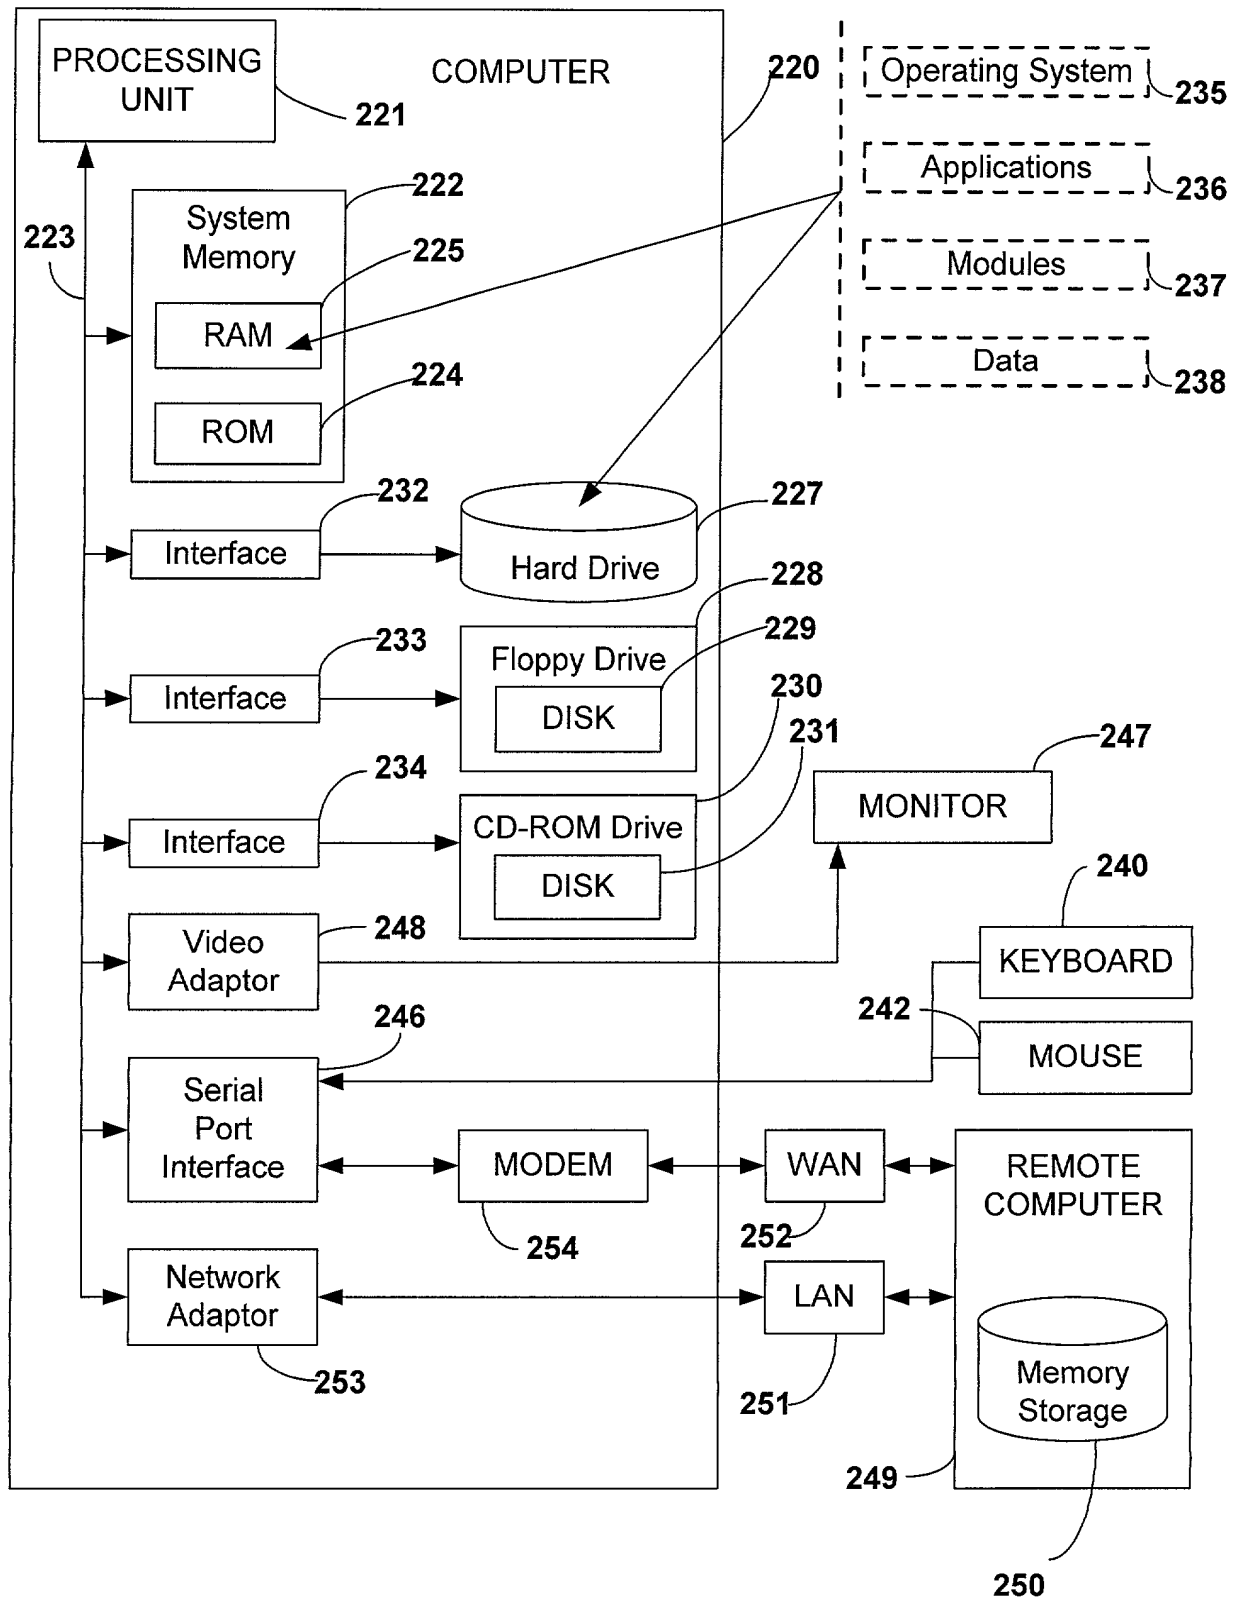 PROCESSING
UNIT
221
COMPUTER
220
Operating System
235
Applications
236
Modules
237
Data
238
223
System
Memory
222
225
RAM
224
ROM
232
Interface
227
Hard Drive
228
233
Interface
229
Floppy Drive
DISK
230
231
234
Interface
CD-ROM Drive
DISK
247
MONITOR
240
KEYBOARD
248
Video
Adaptor
242
MOUSE
246
Serial
Port
Interface
MODEM
254
WAN
252
REMOTE
COMPUTER
Network
Adaptor
253
LAN
251
Memory
Storage
249
250